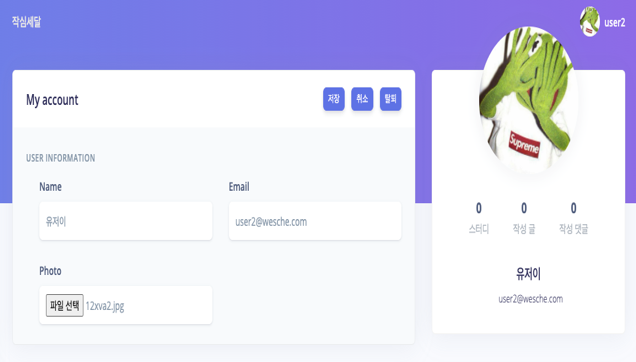 작심세달
user2
My account
저장 취소 탈퇴
USER INFORMATION
Name
Email
유저이
user2@wesche.com
Photo
파일 선택 12xva2.jpg
Supreme
0 0 0
스터디 작성 글 작성 댓글
유저이
user2@wesche.com